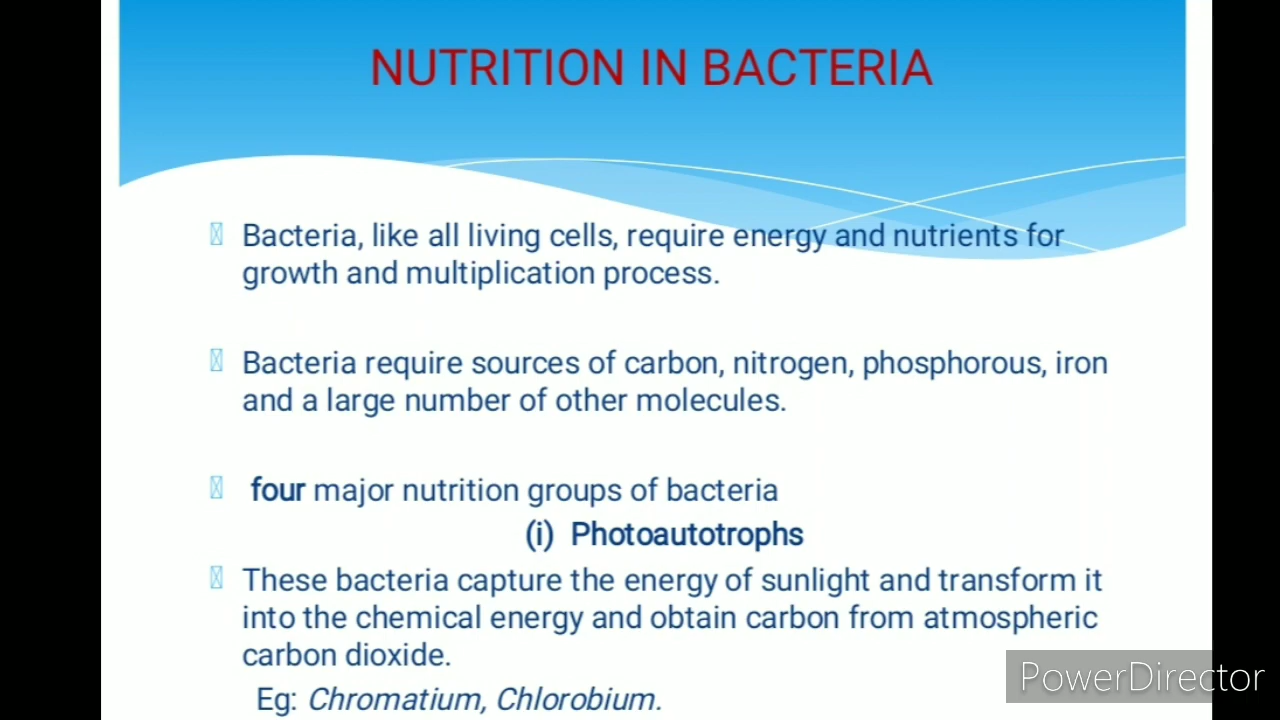 NUTRITION IN BACTERIA
Bacteria, like all living cells, require energy and nutrients for
growth and multiplication process.
Bacteria require sources of carbon, nitrogen, phosphorous, iron
and a large number of other molecules.
four major nutrition groups of bacteria
(i) Photoautotrophs
These bacteria capture the energy of sunlight and transform it
into the chemical energy and obtain carbon from atmospheric
carbon dioxide.
Eg: Chromatium, Chlorobium.
PowerDirector